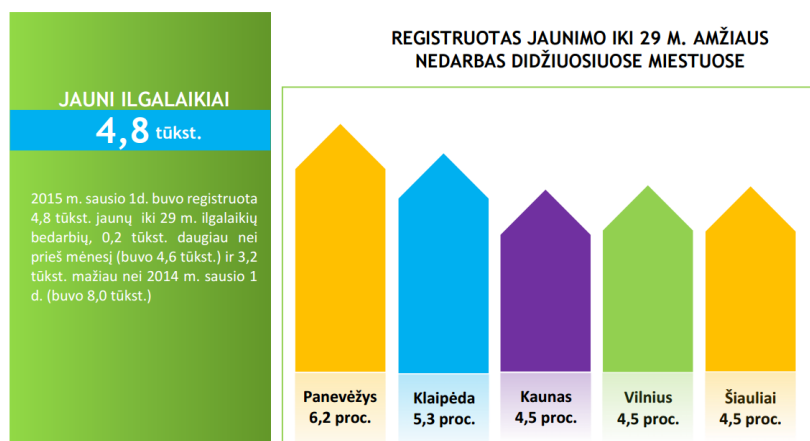 JAUNI ILGALAIKIAI
4,8 tūkst.
2015 m. sausio 1d. buvo registruota
4,8 tūkst. jaunų iki 29 m. ilgalaikių
bedarbių, 0,2 tūkst. daugiau nei
prieš mėnesį (buvo 4,6 tūkst.) ir 3,2
tūkst. mažiau nei 2014 m. sausio 1
d. (buvo 8,0 tūkst.)
REGISTRUOTAS JAUNIMO IKI 29 M. AMŽIAUS
NEDARBAS DIDŽIUOSIUOSE MIESTUOSE
Panevėžys
6,2 proc.
Klaipėda
5,3 proc.
Kaunas
4,5 proc.
Vilnius
4,5 proc.
Šiauliai
4,5 proc.